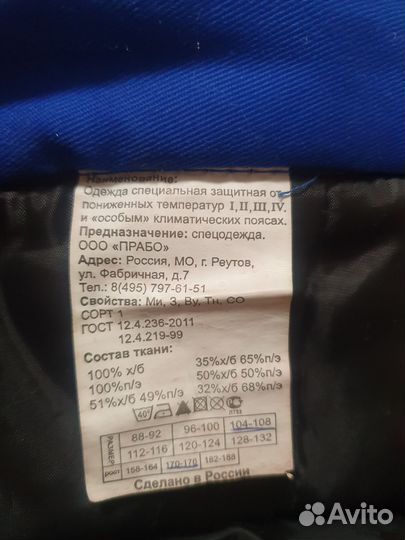 Наименование:
Одежда специальная защитная от
пониженных температур I, II, III, IV.
и «особым» климатических поясах.
Предназначение: спецодежда.
ООО «ПРАБО»
Адрес: Россия, МО, г. Реутов,
ул. Фабричная, д.7
Тел.: 8(495) 797-61-51
Свойства: Ми, З, Ву, Тн, СО
СОРТ 1
ГОСТ 12.4.236-2011
12.4.219-99
Состав ткани:
100% х/б 35%х/б 65%п/э
100%п/э 50%х/б 50%п/э
51%х/б 49%п/э 32%х/б 68%п/э
40°
РАЗМЕР 88-92 96-100 104-108
112-116 120-124 128-132
РОСТ 158-164 170-170 182-188
Сделано в России
Avito